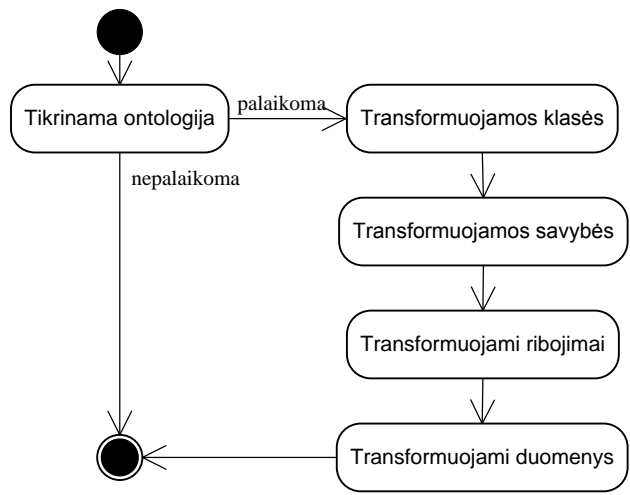 Tikrinama ontologija
palaikoma
Transformuojamos klasės
nepalaikoma
Transformuojamos savybės
Transformuojami ribojimai
Transformuojami duomenys